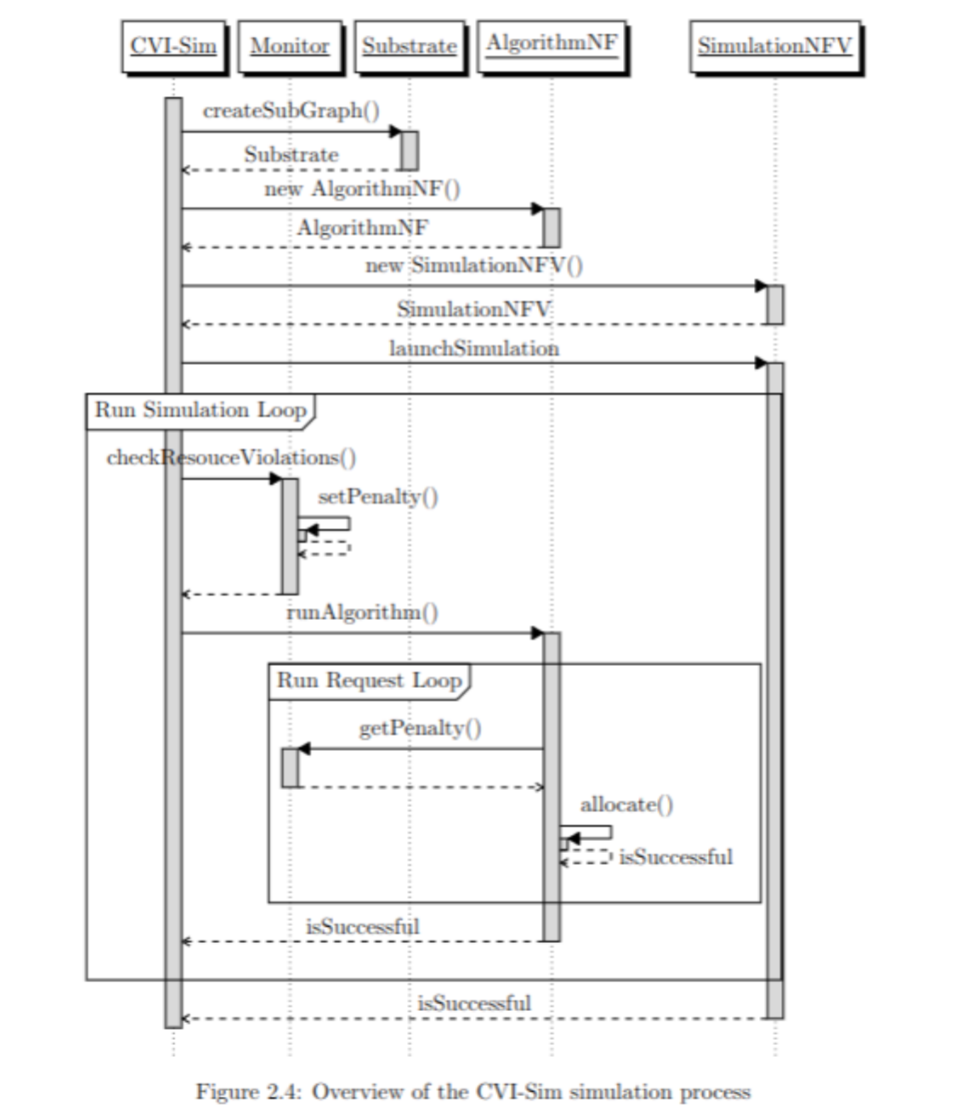 CVI-Sim
Monitor
Substrate
AlgorithmNF
SimulationNFV
createSubGraph()
Substrate
new AlgorithmNF()
AlgorithmNF
new SimulationNFV()
SimulationNFV
launchSimulation
Run Simulation Loop
checkResouceViolations()
setPenalty()
runAlgorithm()
Run Request Loop
getPenalty()
allocate()
isSuccessful
isSuccessful
isSuccessful
Figure 2.4: Overview of the CVI-Sim simulation process